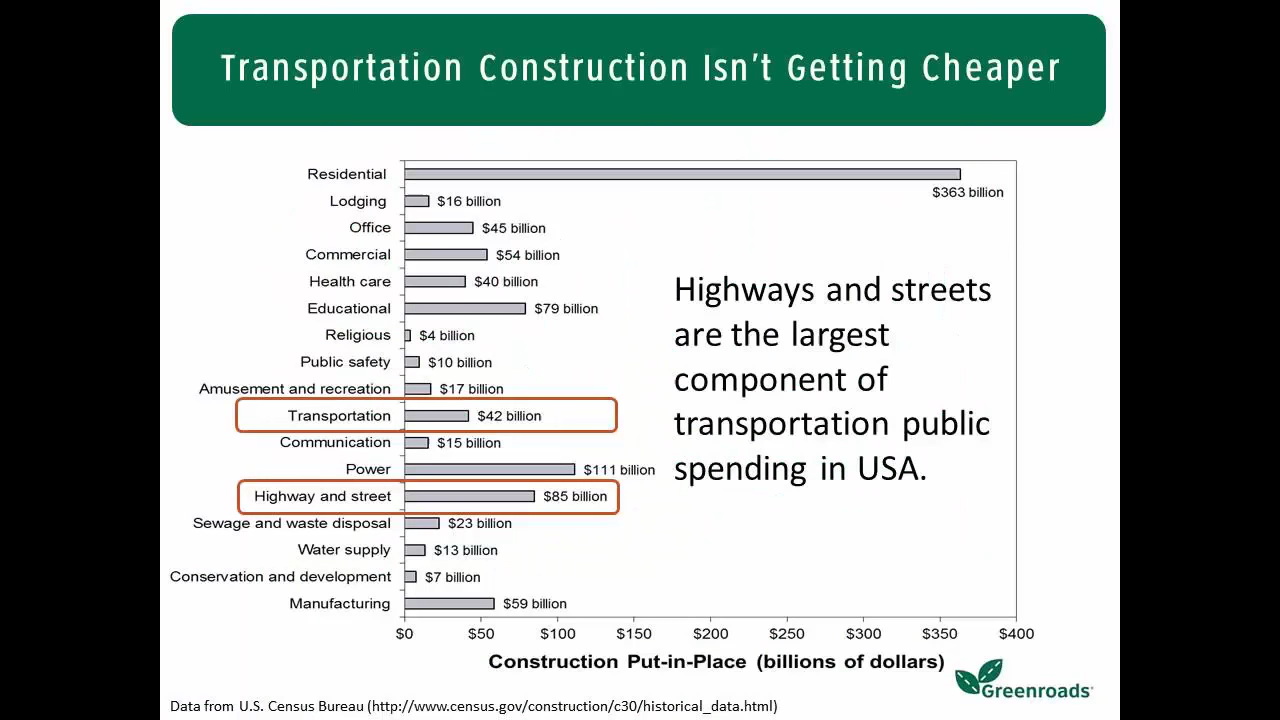 Transportation Construction Isn't Getting Cheaper
Residential
$363 billion
Lodging $16 billion
Office $45 billion
Commercial $54 billion
Health care $40 billion
Educational $79 billion
Religious $4 billion
Public safety $10 billion
Amusement and recreation $17 billion
Transportation $42 billion
Communication $15 billion
Power $111 billion
Highway and street $85 billion
Sewage and waste disposal $23 billion
Water supply $13 billion
Conservation and development $7 billion
Manufacturing $59 billion
Highways and streets
are the largest
component of
transportation public
spending in USA.
$0 $50 $100 $150 $200 $250 $300 $350 $400
Construction Put-in-Place (billions of dollars)
Greenroads
Data from U.S. Census Bureau (http://www.census.gov/construction/c30/historical_data.html)